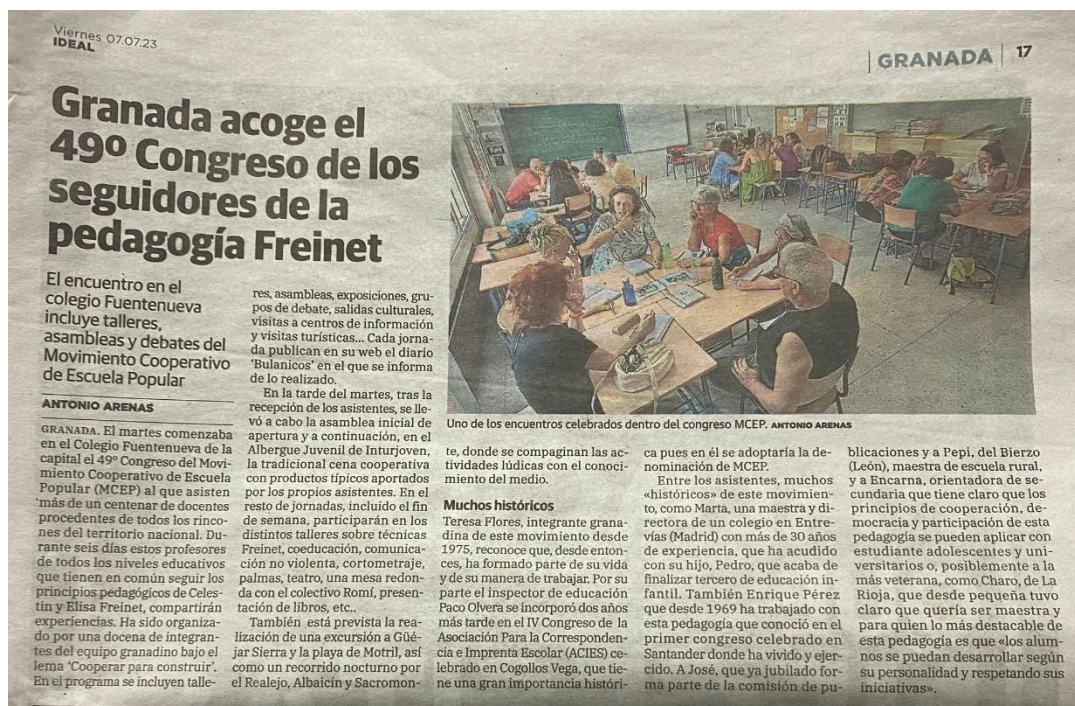 Viernes 07.07.23
IDEAL
GRANADA 17
Granada acoge el
49º Congreso de los
seguidores de la
pedagogía Freinet
El encuentro en el
colegio Fuentenueva
incluye talleres,
asambleas y debates del
Movimiento Cooperativo
de Escuela Popular
ANTONIO ARENAS
GRANADA. El martes comenzaba
en el Colegio Fuentenueva de la
capital el 49º Congreso del Movi-
miento Cooperativo de Escuela
Popular (MCEP) al que asisten
más de un centenar de docentes
procedentes de todos los rinco-
nes del territorio nacional. Du-
rante seis días estos profesores
de todos los niveles educativos
que tienen en común seguir los
principios pedagógicos de Celes-
tin y Elisa Freinet, compartirán
experiencias. Ha sido organiza-
do por una docena de integran-
tes del equipo granadino bajo el
lema ‘Cooperar para construir’.
En el programa se incluyen talle-
res, asambleas, exposiciones, gru-
pos de debate, salidas culturales,
visitas a centros de información
y visitas turísticas... Cada jorna-
da publican en su web el diario
‘Bulanicos’ en el que se informa
de lo realizado.
En la tarde del martes, tras la
recepción de los asistentes, se lle-
vó a cabo la asamblea inicial de
apertura y a continuación, en el
Albergue Juvenil de Inturjoven,
la tradicional cena cooperativa
con productos típicos aportados
por los propios asistentes. En el
resto de jornadas, incluido el fin
de semana, participarán en los
distintos talleres sobre técnicas
Freinet, coeducación, comunica-
ción no violenta, cortometraje,
palmas, teatro, una mesa redon-
da con el colectivo Romí, presen-
tación de libros, etc..
También está prevista la rea-
lización de una excursión a Güé-
jar Sierra y la playa de Motril, así
como un recorrido nocturno por
el Realejo, Albaicín y Sacromon-
Uno de los encuentros celebrados dentro del congreso MCEP. ANTONIO ARENAS
te, donde se compaginan las ac-
tividades lúdicas con el conoci-
miento del medio.
Muchos históricos
Teresa Flores, integrante grana-
dina de este movimiento desde
1975, reconoce que, desde enton-
ces, ha formado parte de su vida
y de su manera de trabajar. Por su
parte el inspector de educación
Paco Olvera se incorporó dos años
más tarde en el IV Congreso de la
Asociación Para la Corresponden-
cia e Imprenta Escolar (ACIES) ce-
lebrado en Cogollos Vega, que tie-
ne una gran importancia históri-
ca pues en él se adoptaría la de-
nominación de MCEP.
Entre los asistentes, muchos
«históricos» de este movimien-
to, como Marta, una maestra y di-
rectora de un colegio en Entre-
vías (Madrid) con más de 30 años
de experiencia, que ha acudido
con su hijo, Pedro, que acaba de
finalizar tercero de educación in-
fantil. También Enrique Pérez
que desde 1969 ha trabajado con
esta pedagogía que conoció en el
primer congreso celebrado en
Santander donde ha vivido y ejer-
cido. A José, que ya jubilado for-
ma parte de la comisión de pu-
blicaciones y a Pepi, del Bierzo
(León), maestra de escuela rural,
y a Encarna, orientadora de se-
cundaria que tiene claro que los
principios de cooperación, de-
mocracia y participación de esta
pedagogía se pueden aplicar con
estudiante adolescentes y uni-
versitarios o, posiblemente a la
más veterana, como Charo, de La
Rioja, que desde pequeña tuvo
claro que quería ser maestra y
para quien lo más destacable de
esta pedagogía es que «los alum-
nos se puedan desarrollar según
su personalidad y respetando sus
iniciativas».